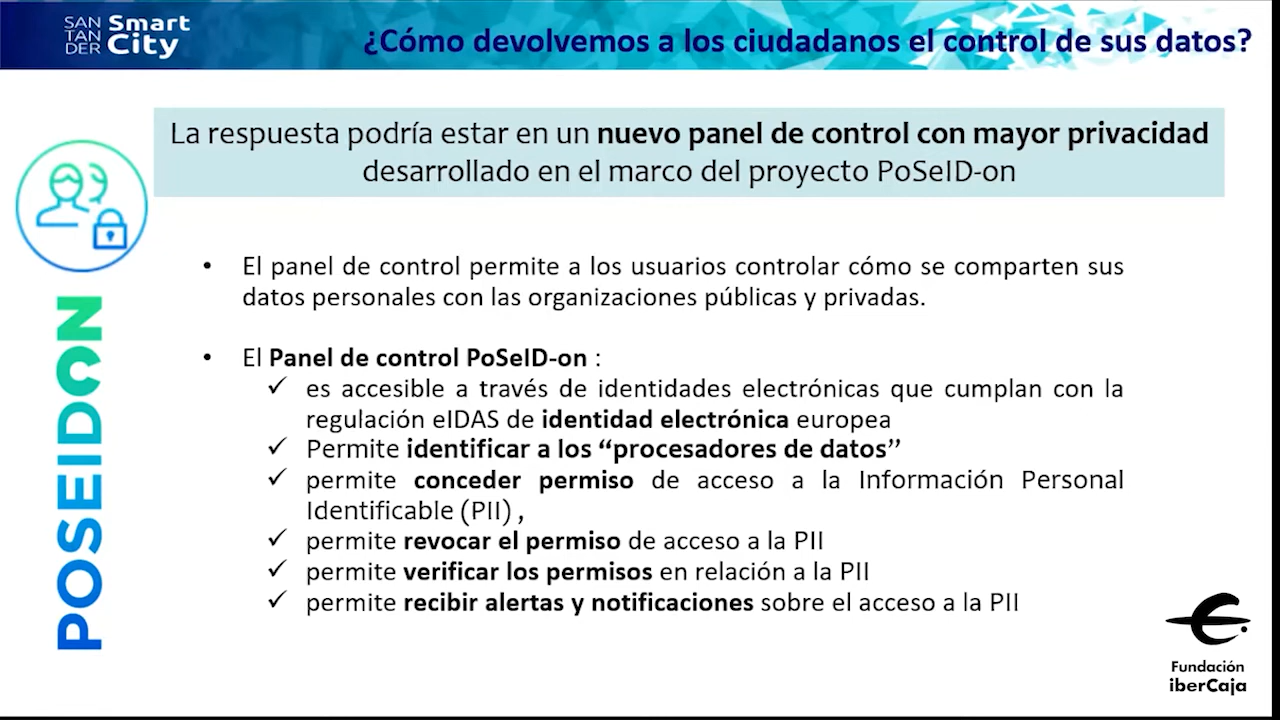 SAN
TAN
DER
Smart
City
¿Cómo devolvemos a los ciudadanos el control de sus datos?
La respuesta podría estar en un nuevo panel de control con mayor privacidad
desarrollado en el marco del proyecto PoSeID-on
• El panel de control permite a los usuarios controlar cómo se comparten sus
datos personales con las organizaciones públicas y privadas.
• El Panel de control PoSeID-on :
✓ es accesible a través de identidades electrónicas que cumplan con la
regulación eIDAS de identidad electrónica europea
✓ Permite identificar a los “procesadores de datos”
✓ permite conceder permiso de acceso a la Información Personal
Identificable (PII) ,
✓ permite revocar el permiso de acceso a la PII
✓ permite verificar los permisos en relación a la PII
✓ permite recibir alertas y notificaciones sobre el acceso a la PII
POSEIDON
Fundación
iberCaja